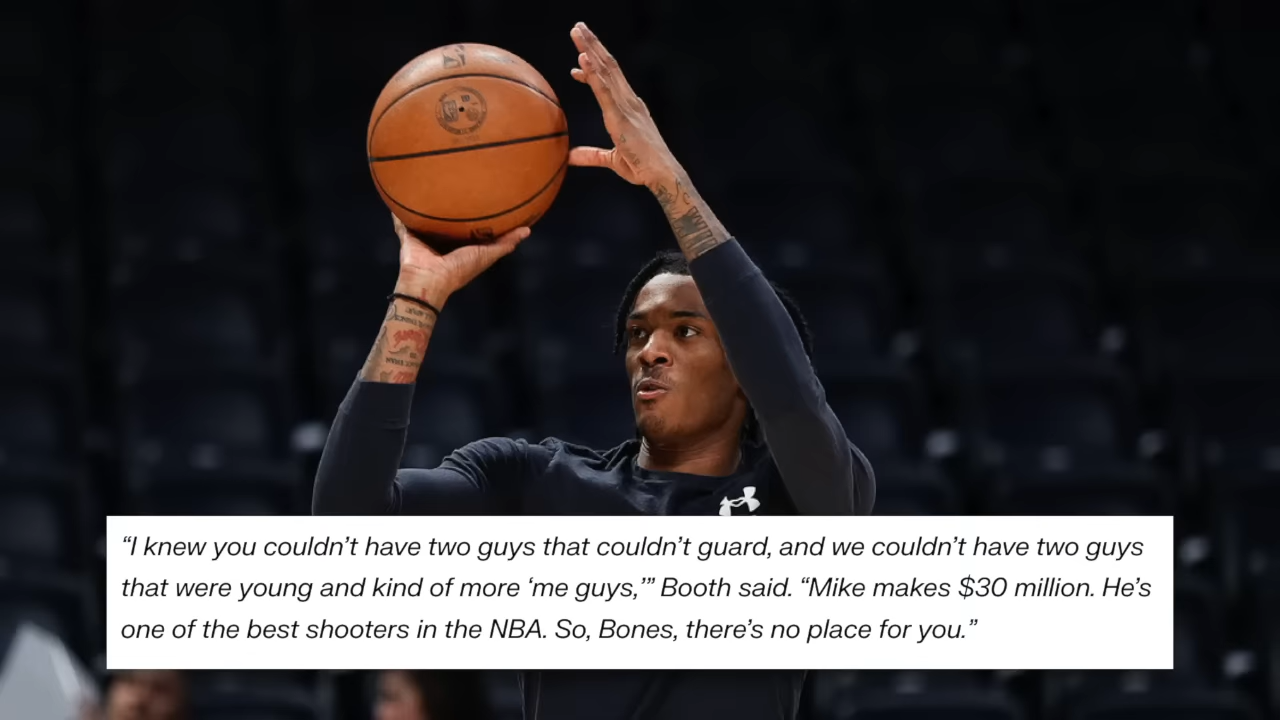 “I knew you couldn’t have two guys that couldn’t guard, and we couldn’t have two guys
that were young and kind of more ‘me guys,’” Booth said. “Mike makes $30 million. He’s
one of the best shooters in the NBA. So, Bones, there’s no place for you.”